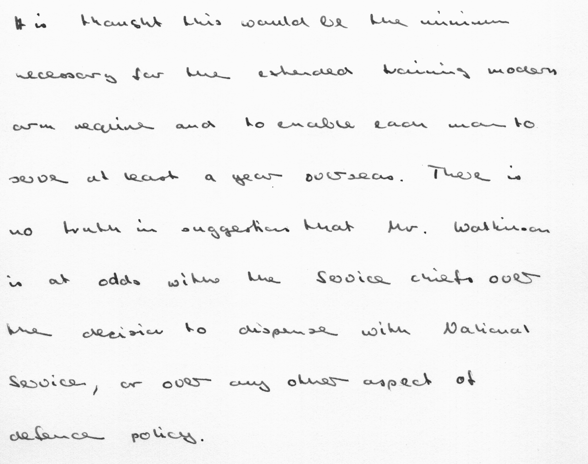 It is thought this would be the minimum
necessary for the extended training modern
arm require and to enable each man to
serve at least a year overseas. There is
no truth in suggestion that Mr. Watkinson
is at odds with the Service chiefs over
the decision to dispense with National
Service, or over any other aspect of
defence policy.